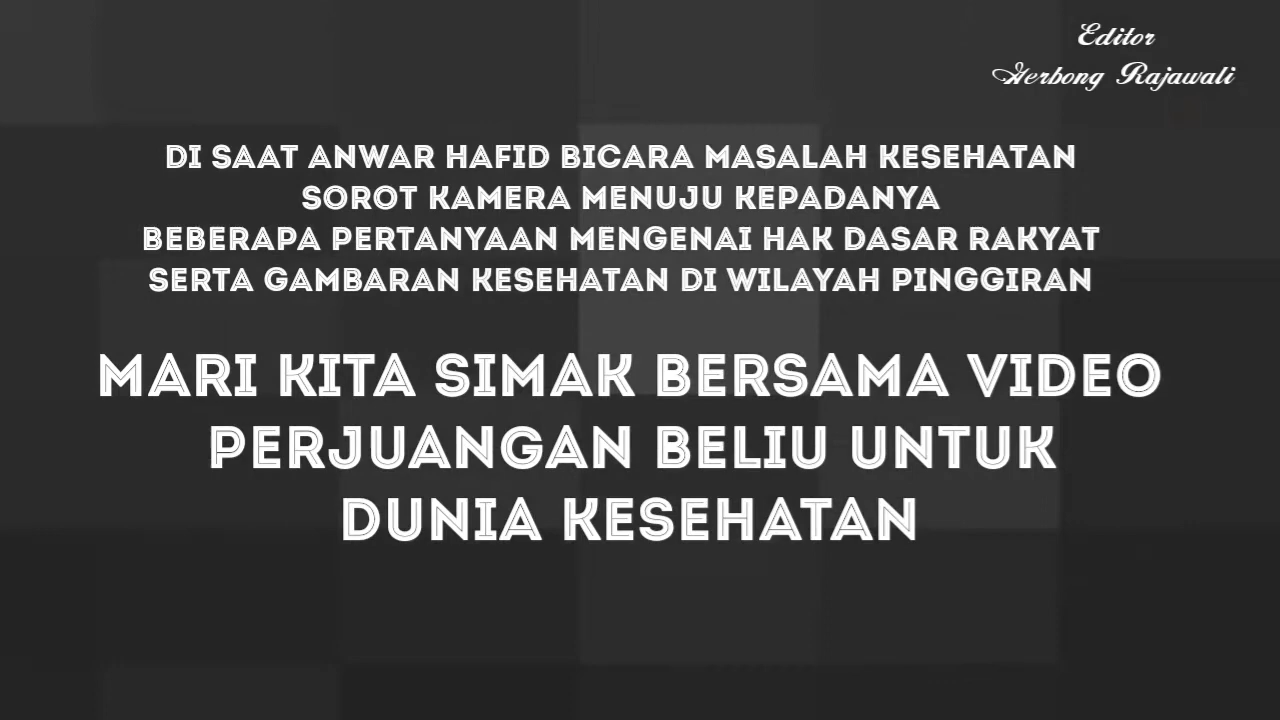 Editor
Herbong Rajawali
DI SAAT ANWAR HAFID BICARA MASALAH KESEHATAN
SOROT KAMERA MENUJU KEPADANYA
BEBERAPA PERTANYAAN MENGENAI HAK DASAR RAKYAT
SERTA GAMBARAN KESEHATAN DI WILAYAH PINGGIRAN
MARI KITA SIMAK BERSAMA VIDEO
PERJUANGAN BELIU UNTUK
DUNIA KESEHATAN